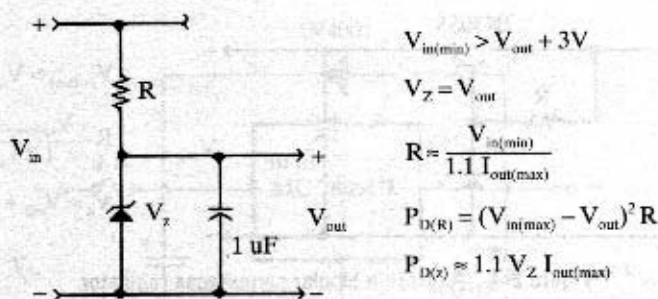 +
R
V_in
+
V_z
V_out
1 uF
−
−
V_in(min) > V_out + 3V
V_Z = V_out
R ≈ V_in(min) / 1.1 I_out(max)
P_D(R) = (V_in(max) − V_out)² R
P_D(z) ≈ 1.1 V_Z I_out(max)